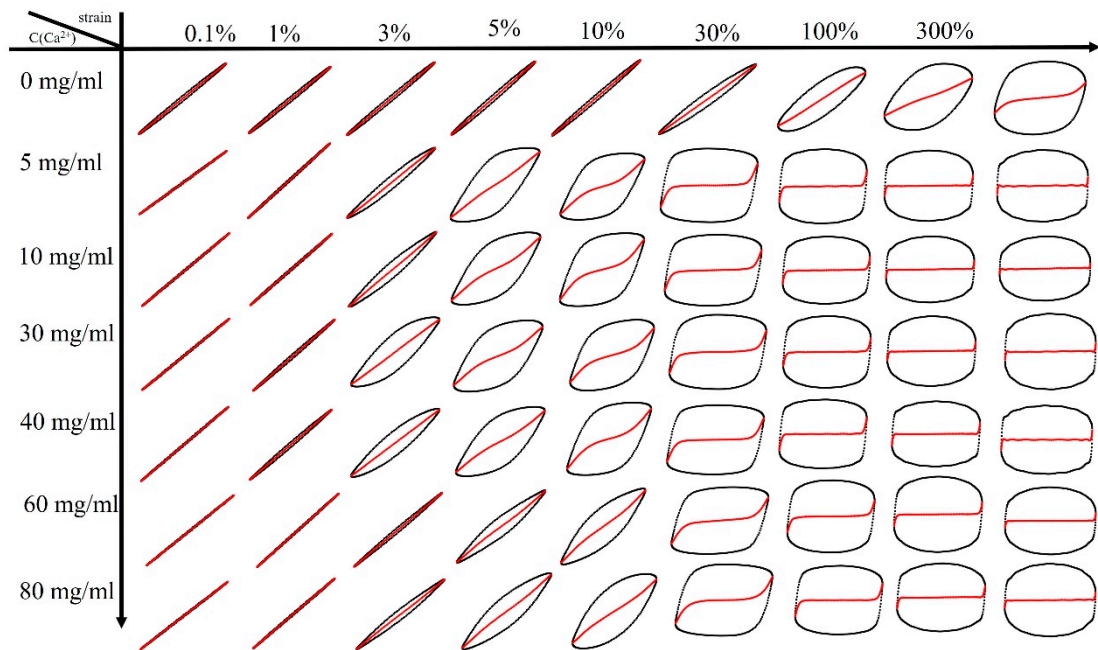 strain
C(Ca²⁺)
0.1% 1% 3% 5% 10% 30% 100% 300%
0 mg/ml
5 mg/ml
10 mg/ml
30 mg/ml
40 mg/ml
60 mg/ml
80 mg/ml